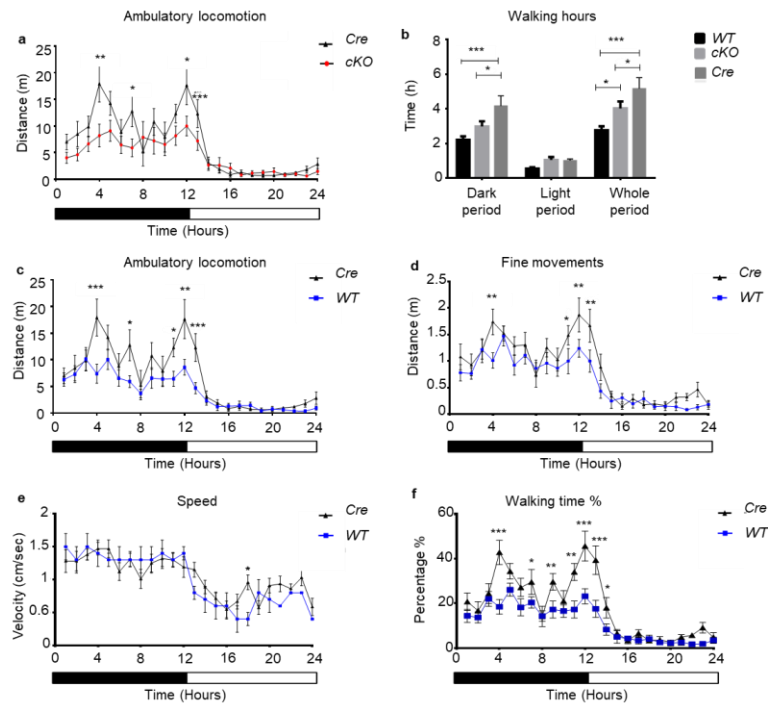 Ambulatory locomotion
a
25
20
15
10
5
0
Distance (m)
** * * ***
Cre
cKO
0 4 8 12 16 20 24
Time (Hours)
Walking hours
b
8
6
4
2
0
Time (h)
*** * *** * *
WT
cKO
Cre
Dark period
Light period
Whole period
Ambulatory locomotion
c
25
20
15
10
5
0
Distance (m)
*** * * ** ***
Cre
WT
0 4 8 12 16 20 24
Time (Hours)
Fine movements
d
2.5
2
1.5
1
0.5
0
Distance (m)
** * ** **
Cre
WT
0 4 8 12 16 20 24
Time (Hours)
Speed
e
2
1.2
1
0.6
0
Velocity (cm/sec)
*
Cre
WT
0 4 8 12 16 20 24
Time (Hours)
Walking time %
f
60
40
20
0
Percentage %
*** * ** ** *** *** *
Cre
WT
0 4 8 12 16 20 24
Time (Hours)